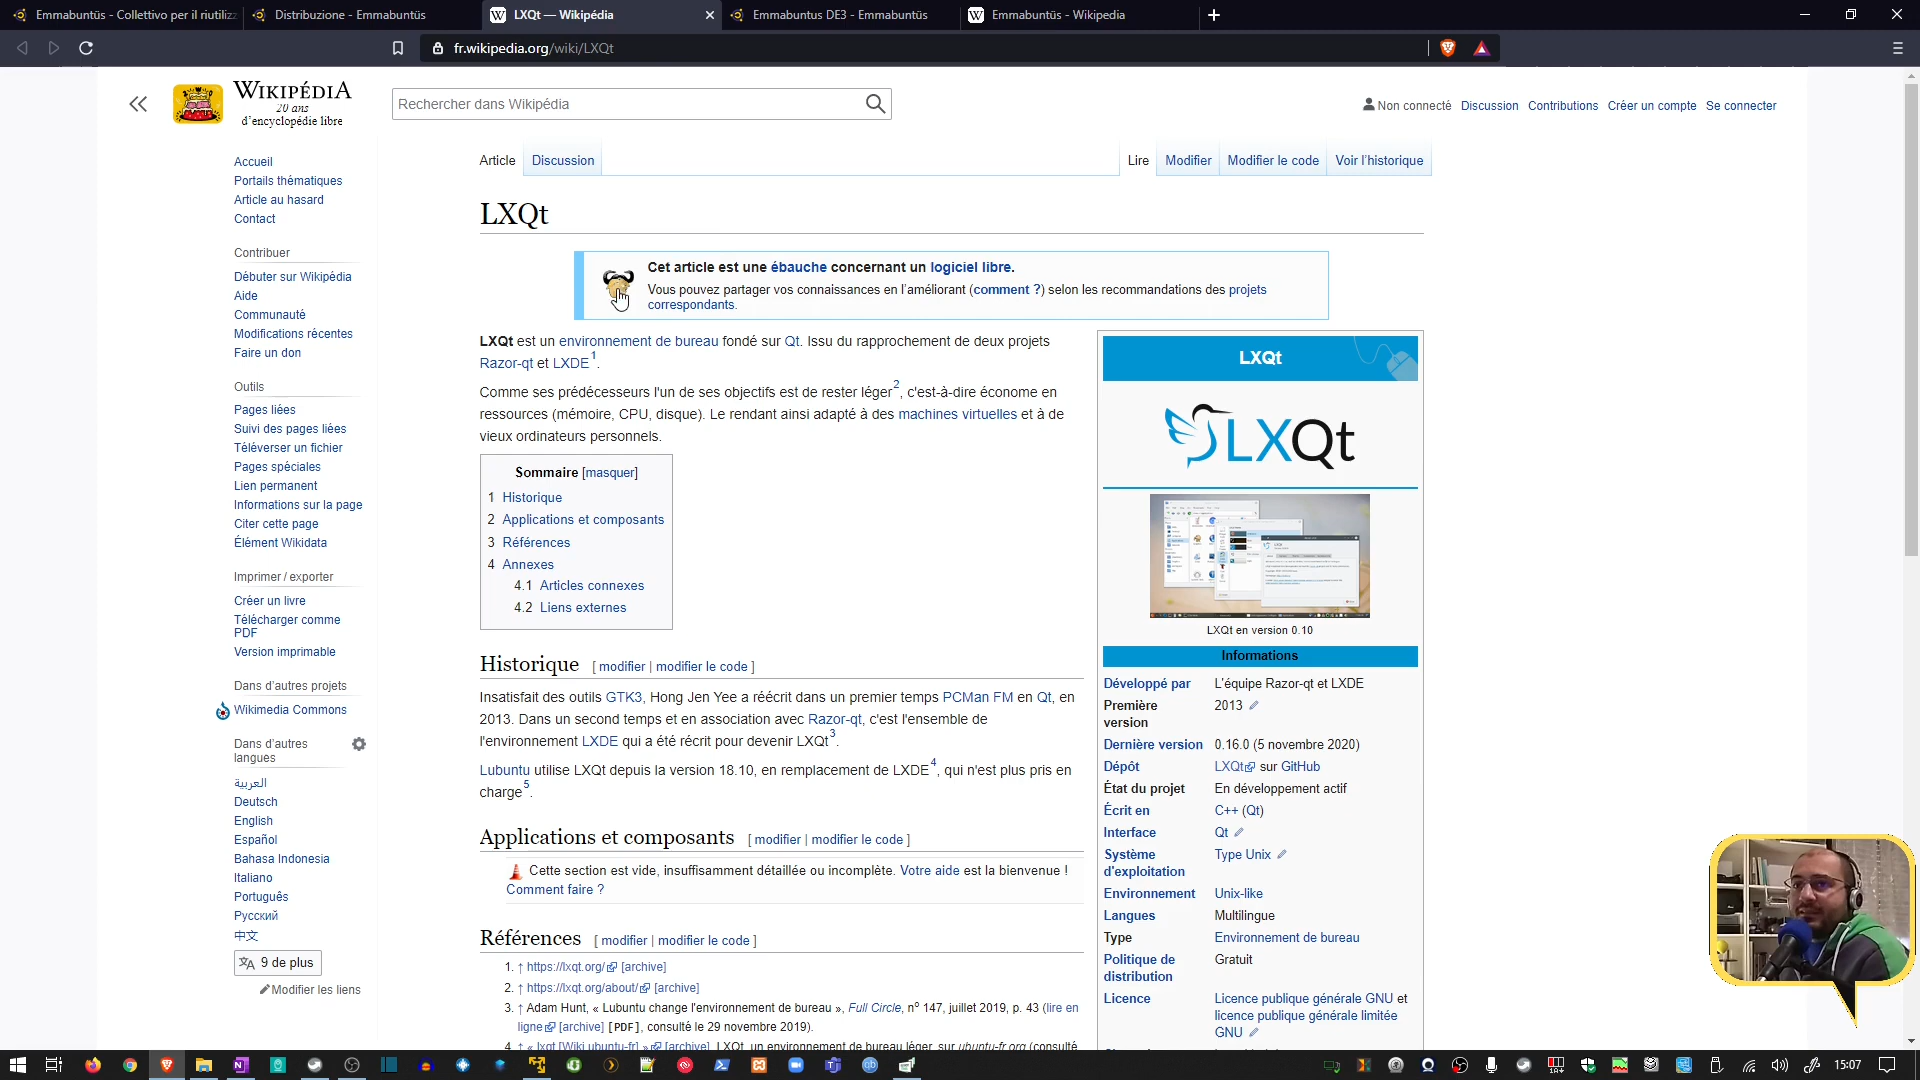 Emmabuntüs - Collettivo per il riutilizz
Distribuzione - Emmabuntüs
LXQt — Wikipédia
Emmabuntus DE3 - Emmabuntüs
Emmabuntüs - Wikipedia
fr.wikipedia.org/wiki/LXQt
WIKIPÉDIA
20 ans
d'encyclopédie libre
Rechercher dans Wikipédia
Non connecté Discussion Contributions Créer un compte Se connecter
Article Discussion Lire Modifier Modifier le code Voir l'historique
Accueil
Portails thématiques
Article au hasard
Contact
Contribuer
Débuter sur Wikipédia
Aide
Communauté
Modifications récentes
Faire un don
Outils
Pages liées
Suivi des pages liées
Téléverser un fichier
Pages spéciales
Lien permanent
Informations sur la page
Citer cette page
Élément Wikidata
Imprimer / exporter
Créer un livre
Télécharger comme
PDF
Version imprimable
Dans d'autres projets
Wikimedia Commons
Dans d'autres
langues
العربية
Deutsch
English
Español
Bahasa Indonesia
Italiano
Português
Русский
中文
9 de plus
Modifier les liens
LXQt
Cet article est une ébauche concernant un logiciel libre.
Vous pouvez partager vos connaissances en l'améliorant (comment ?) selon les recommandations des projets
correspondants.
LXQt est un environnement de bureau fondé sur Qt. Issu du rapprochement de deux projets
Razor-qt et LXDE1.
Comme ses prédécesseurs l'un de ses objectifs est de rester léger2, c'est-à-dire économe en
ressources (mémoire, CPU, disque). Le rendant ainsi adapté à des machines virtuelles et à de
vieux ordinateurs personnels.
Sommaire [masquer]
1 Historique
2 Applications et composants
3 Références
4 Annexes
4.1 Articles connexes
4.2 Liens externes
Historique [ modifier | modifier le code ]
Insatisfait des outils GTK3, Hong Jen Yee a réécrit dans un premier temps PCMan FM en Qt, en
2013. Dans un second temps et en association avec Razor-qt, c'est l'ensemble de
l'environnement LXDE qui a été récrit pour devenir LXQt3.
Lubuntu utilise LXQt depuis la version 18.10, en remplacement de LXDE4, qui n'est plus pris en
charge5.
Applications et composants [ modifier | modifier le code ]
Cette section est vide, insuffisamment détaillée ou incomplète. Votre aide est la bienvenue !
Comment faire ?
Références [ modifier | modifier le code ]
1. ↑ https://lxqt.org/ [archive]
2. ↑ https://lxqt.org/about/ [archive]
3. ↑ Adam Hunt, « Lubuntu change l'environnement de bureau », Full Circle, no 147, juillet 2019, p. 43 (lire en
ligne [archive] [PDF], consulté le 29 novembre 2019).
4. ↑ « lxqt [Wiki ubuntu-fr] » [archive], LXQt, un environnement de bureau léger, sur ubuntu-fr.org (consulté
LXQt
LXQt
LXQt en version 0.10
Informations
Développé par L'équipe Razor-qt et LXDE
Première
version 2013
Dernière version 0.16.0 (5 novembre 2020)
Dépôt LXQt sur GitHub
État du projet En développement actif
Écrit en C++ (Qt)
Interface Qt
Système
d'exploitation Type Unix
Environnement Unix-like
Langues Multilingue
Type Environnement de bureau
Politique de
distribution Gratuit
Licence Licence publique générale GNU et
licence publique générale limitée
GNU
15:07